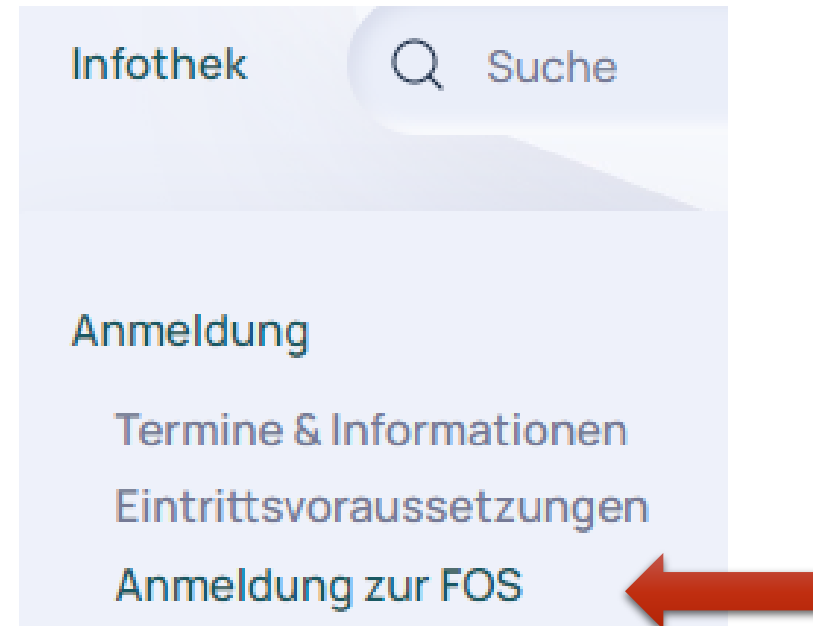 Infothek
Suche
Anmeldung
Termine & Informationen
Eintrittsvoraussetzungen
Anmeldung zur FOS